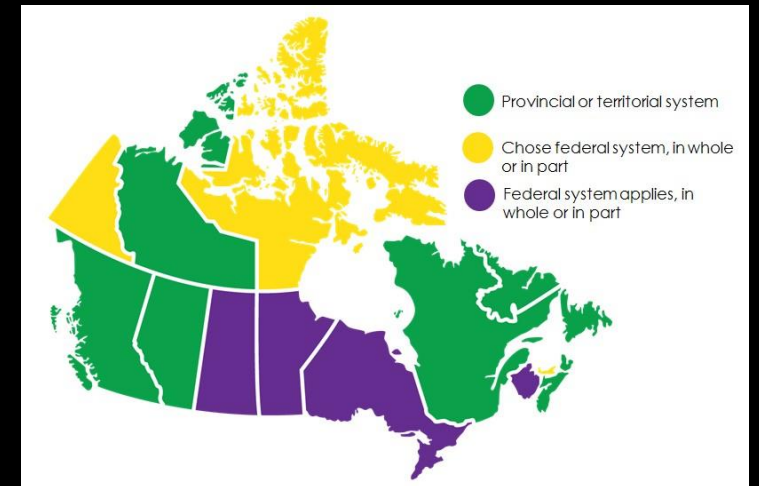 Provincial or territorial system
Chose federal system, in whole
or in part
Federal system applies, in
whole or in part